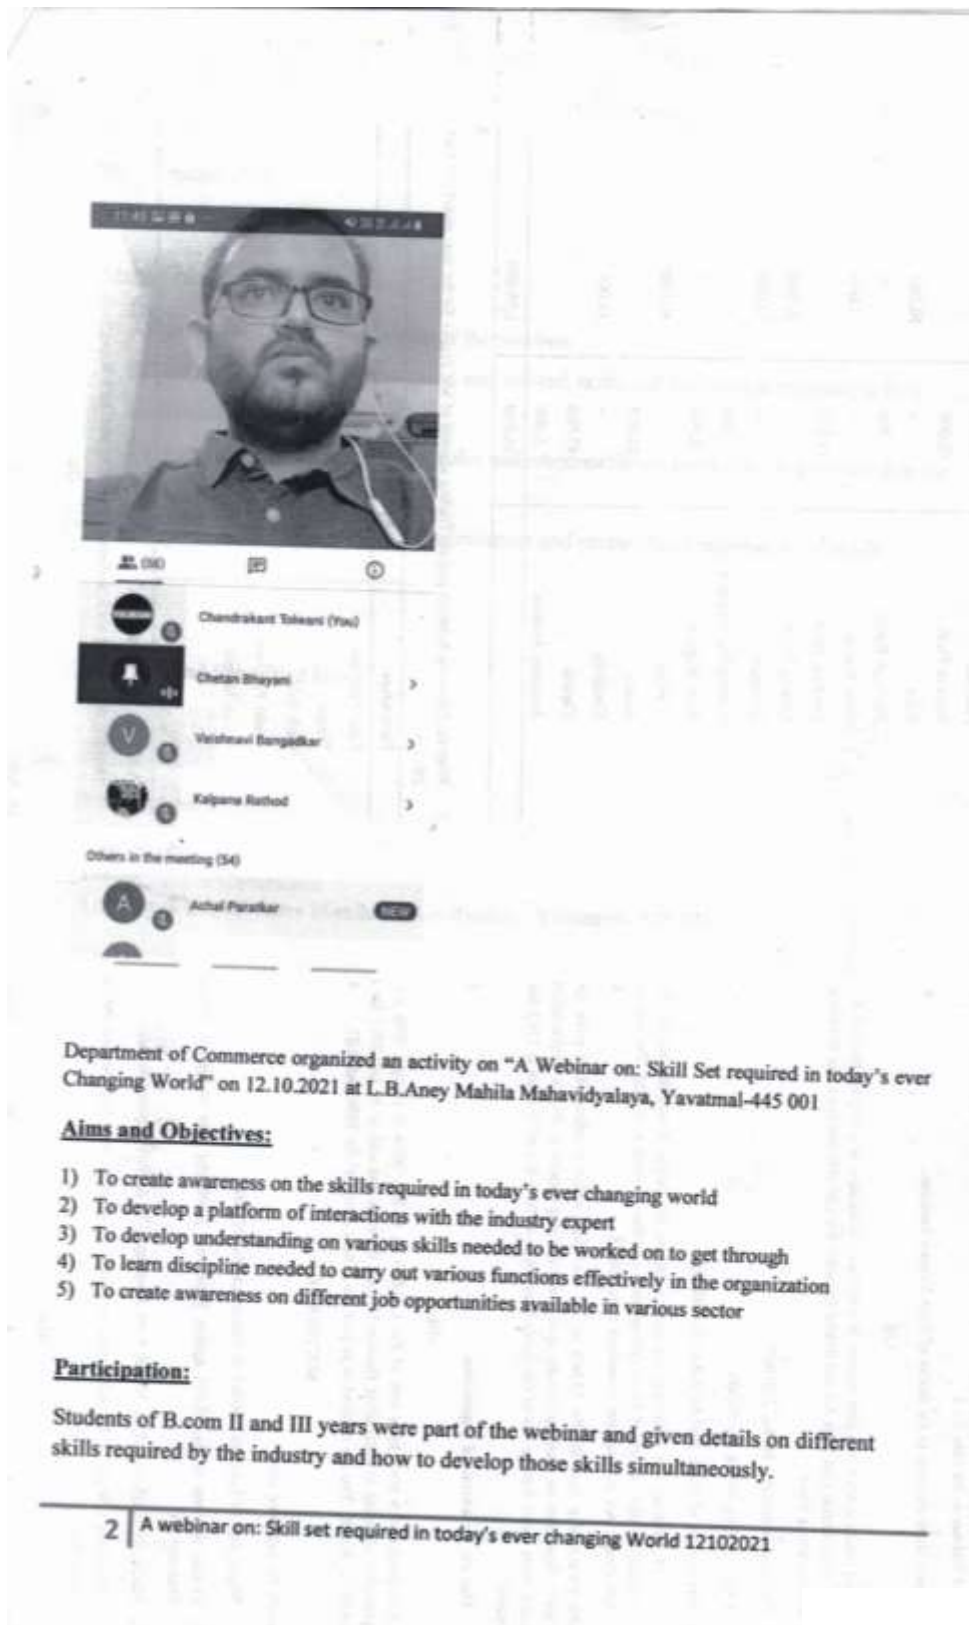 11:45
Chandrakant Tolwani (You)
Chetan Bhayani
V
Vaishnavi Bangadkar
Kalpana Rathod
Others in the meeting (54)
A
Achal Paratkar
NEW
Department of Commerce organized an activity on “A Webinar on: Skill Set required in today’s ever
Changing World” on 12.10.2021 at L.B.Aney Mahila Mahavidyalaya, Yavatmal-445 001
Aims and Objectives:
1) To create awareness on the skills required in today’s ever changing world
2) To develop a platform of interactions with the industry expert
3) To develop understanding on various skills needed to be worked on to get through
4) To learn discipline needed to carry out various functions effectively in the organization
5) To create awareness on different job opportunities available in various sector
Participation:
Students of B.com II and III years were part of the webinar and given details on different
skills required by the industry and how to develop those skills simultaneously.
2 | A webinar on: Skill set required in today’s ever changing World 12102021